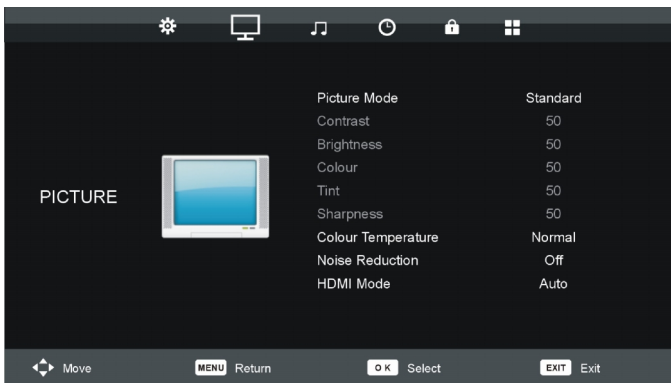 Picture Mode Standard
Contrast 50
Brightness 50
Colour 50
Tint 50
PICTURE
Sharpness 50
Colour Temperature Normal
Noise Reduction Off
HDMI Mode Auto
Move MENU Return OK Select EXIT Exit